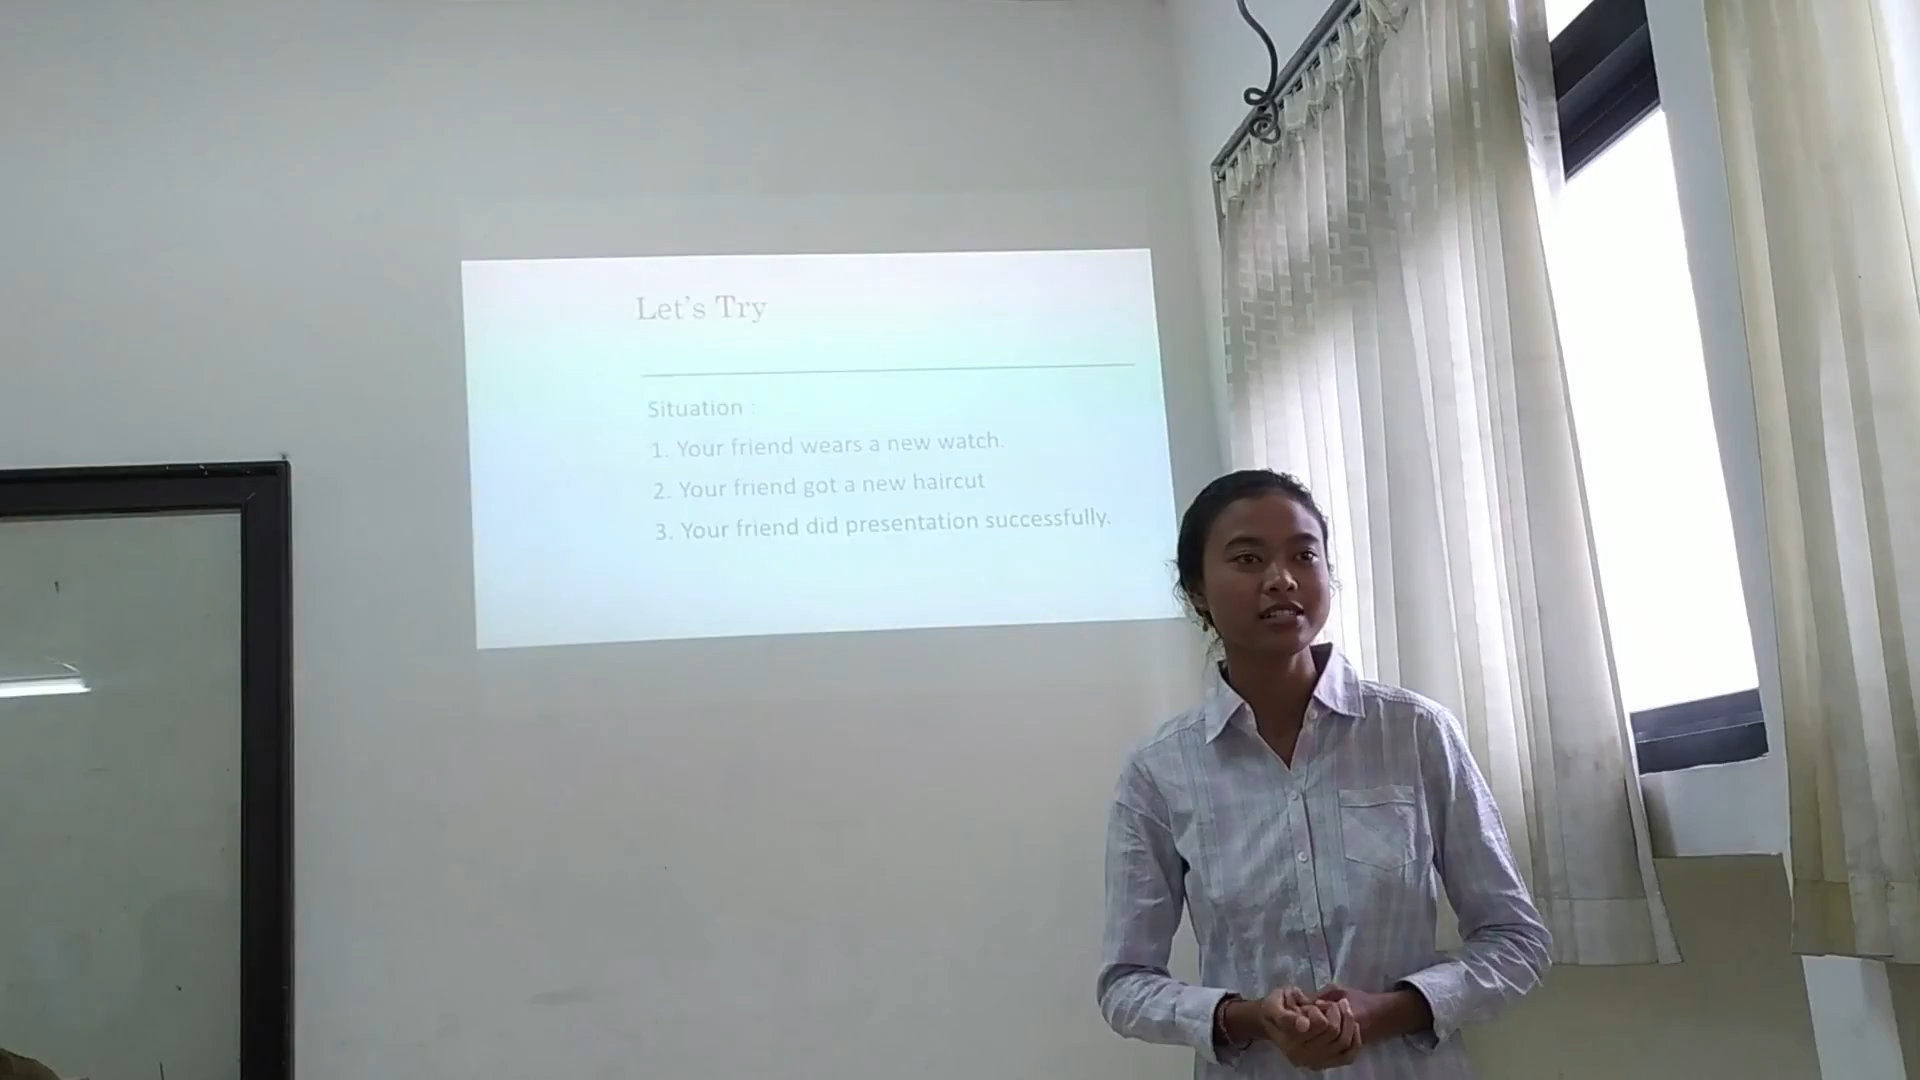 Let's Try
Situation :
1. Your friend wears a new watch.
2. Your friend got a new haircut
3. Your friend did presentation successfully.